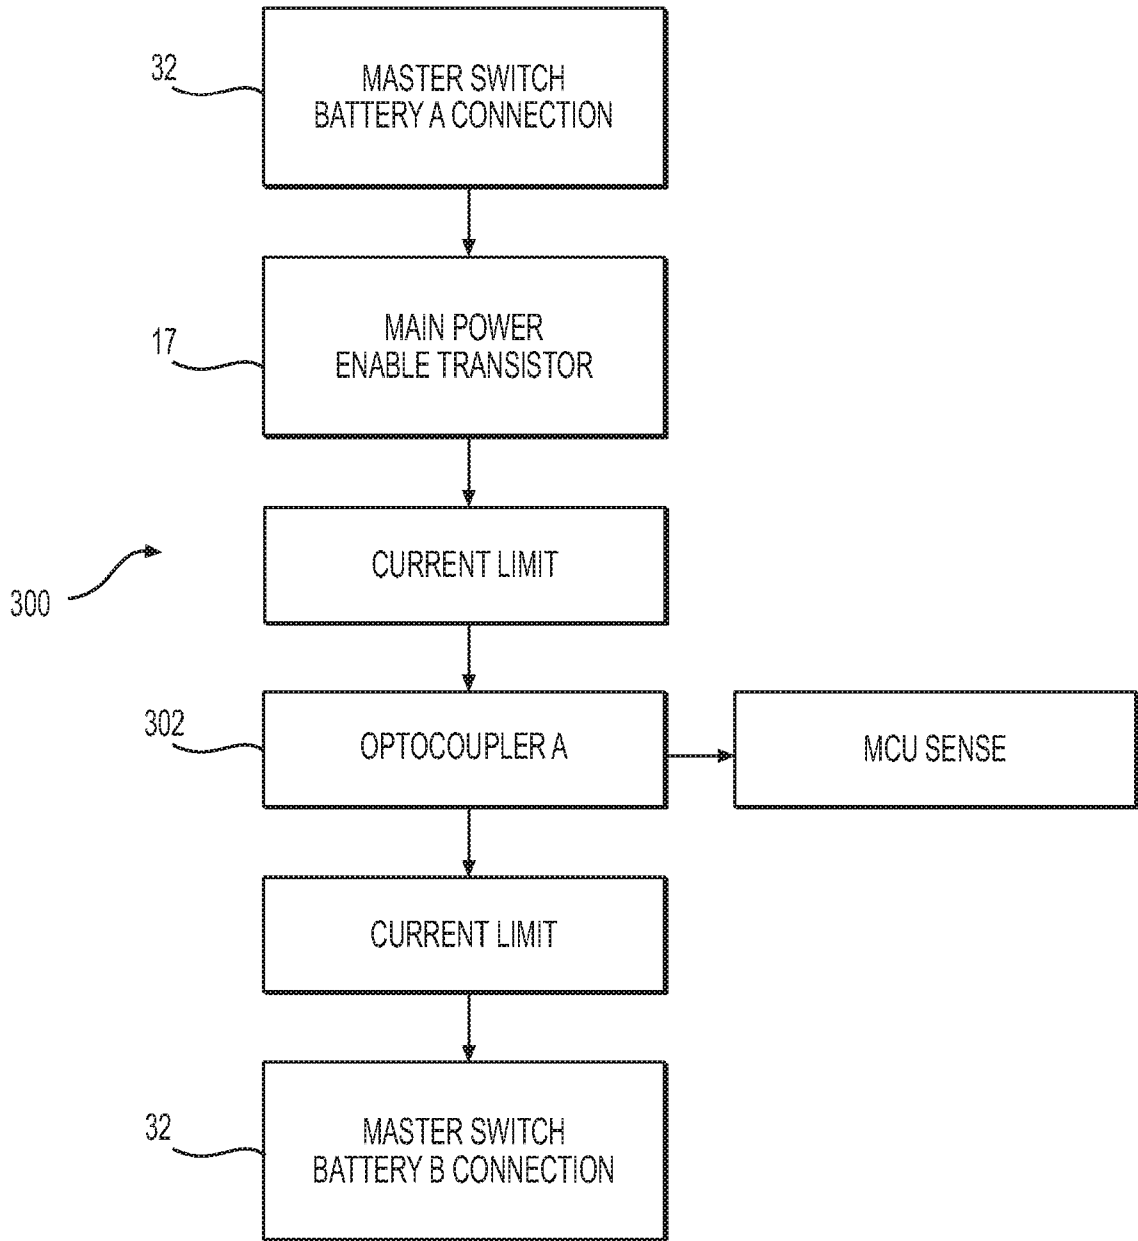 32
MASTER SWITCH
BATTERY A CONNECTION
17
MAIN POWER
ENABLE TRANSISTOR
300
CURRENT LIMIT
302
OPTOCOUPLER A
MCU SENSE
CURRENT LIMIT
32
MASTER SWITCH
BATTERY B CONNECTION